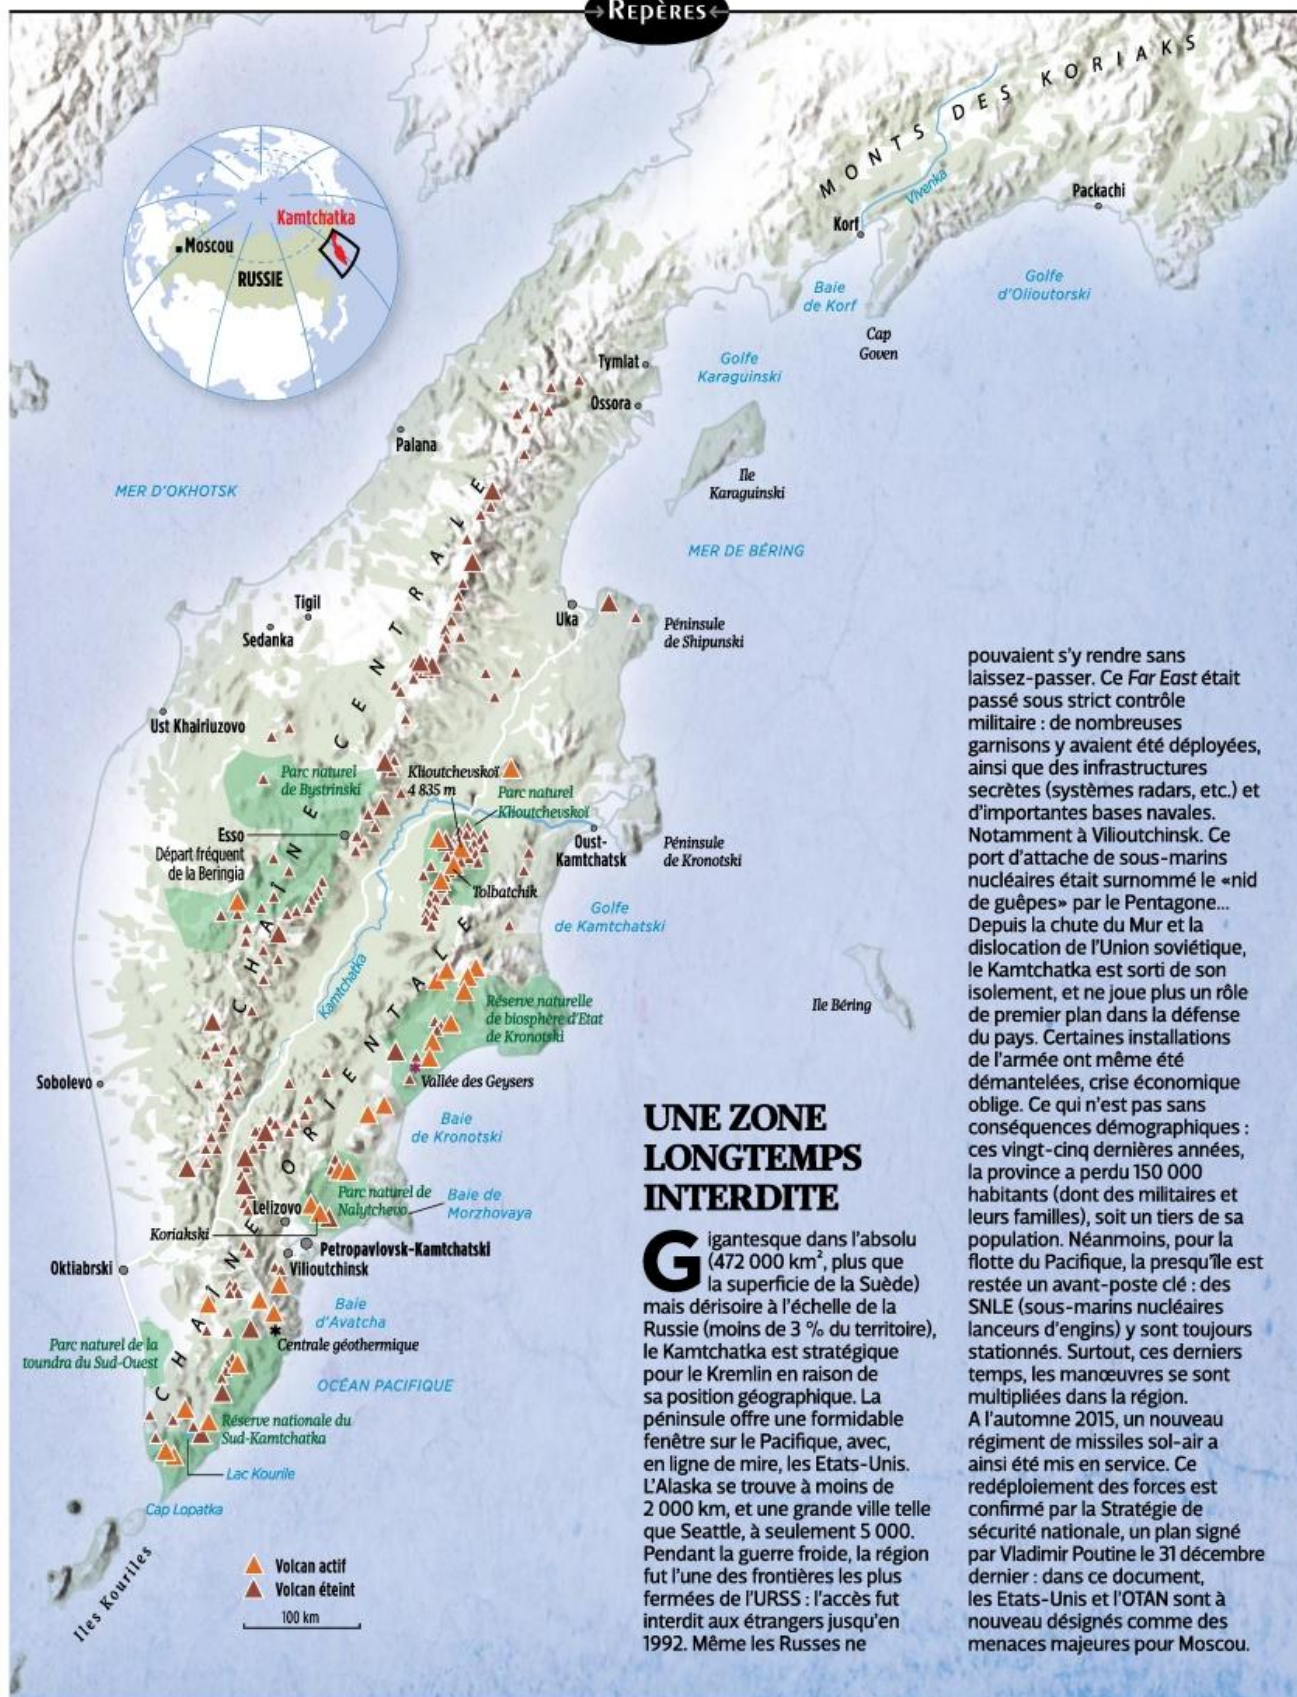 REPÈRES
MONTS DES KORIAKS
Vivenka
Packachi
Korf
Baie
de Korf
Golfe
d'Olioutorski
Cap
Goven
Kamtchatka
Moscou
RUSSIE
Tymlat
Golfe
Karaguinski
Ossora
Palana
Ile
Karaguinski
MER D'OKHOTSK
MER DE BÉRING
CHAÎNE CENTRALE
Tigil
Sedanka
Uka
Péninsule
de Shipunski
Ust Khairiuzovo
Parc naturel
de Bystrinski
Klioutchevskoï
4 835 m
Parc naturel
Klioutchevskoï
Esso
Départ fréquent
de la Beringia
Oust-
Kamtchatsk
Péninsule
de Kronotski
Tolbatchik
Golfe
de Kamtchatski
Kamtchatka
CHAÎNE ORIENTALE
Réserve naturelle
de biosphère d'Etat
de Kronotski
Ile Béring
Sobolevo
Vallée des Geysers
Baie
de Kronotski
Parc naturel de
Nalytchevo
Baie de
Morzhovaya
Lelizovo
Koriakski
Petropavlovsk-Kamtchatski
Vilioutchinsk
Oktiabrski
Baie
d'Avatcha
Centrale géothermique
Parc naturel de la
toundra du Sud-Ouest
OCÉAN PACIFIQUE
Réserve nationale du
Sud-Kamtchatka
Lac Kourile
Cap Lopatka
Iles Kouriles
Volcan actif
Volcan éteint
100 km
UNE ZONE
LONGTEMPS
INTERDITE
Gigantesque dans l'absolu
(472 000 km², plus que
la superficie de la Suède)
mais dérisoire à l'échelle de la
Russie (moins de 3 % du territoire),
le Kamtchatka est stratégique
pour le Kremlin en raison de
sa position géographique. La
péninsule offre une formidable
fenêtre sur le Pacifique, avec,
en ligne de mire, les Etats-Unis.
L'Alaska se trouve à moins de
2 000 km, et une grande ville telle
que Seattle, à seulement 5 000.
Pendant la guerre froide, la région
fut l'une des frontières les plus
fermées de l'URSS : l'accès fut
interdit aux étrangers jusqu'en
1992. Même les Russes ne
pouvaient s'y rendre sans
laissez-passer. Ce Far East était
passé sous strict contrôle
militaire : de nombreuses
garnisons y avaient été déployées,
ainsi que des infrastructures
secrètes (systèmes radars, etc.) et
d'importantes bases navales.
Notamment à Vilioutchinsk. Ce
port d'attache de sous-marins
nucléaires était surnommé le «nid
de guêpes» par le Pentagone...
Depuis la chute du Mur et la
dislocation de l'Union soviétique,
le Kamtchatka est sorti de son
isolement, et ne joue plus un rôle
de premier plan dans la défense
du pays. Certaines installations
de l'armée ont même été
démantelées, crise économique
oblige. Ce qui n'est pas sans
conséquences démographiques :
ces vingt-cinq dernières années,
la province a perdu 150 000
habitants (dont des militaires et
leurs familles), soit un tiers de sa
population. Néanmoins, pour la
flotte du Pacifique, la presqu'île est
restée un avant-poste clé : des
SNLE (sous-marins nucléaires
lanceurs d'engins) y sont toujours
stationnés. Surtout, ces derniers
temps, les manœuvres se sont
multipliées dans la région.
A l'automne 2015, un nouveau
régiment de missiles sol-air a
ainsi été mis en service. Ce
redéploiement des forces est
confirmé par la Stratégie de
sécurité nationale, un plan signé
par Vladimir Poutine le 31 décembre
dernier : dans ce document,
les Etats-Unis et l'OTAN sont à
nouveau désignés comme des
menaces majeures pour Moscou.